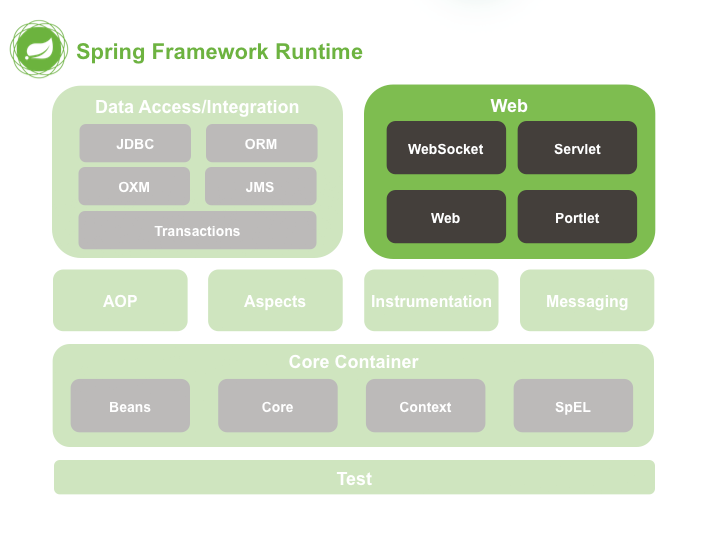 Spring Framework Runtime
Data Access/Integration
JDBC
ORM
OXM
JMS
Transactions
Web
WebSocket
Servlet
Web
Portlet
AOP
Aspects
Instrumentation
Messaging
Core Container
Beans
Core
Context
SpEL
Test